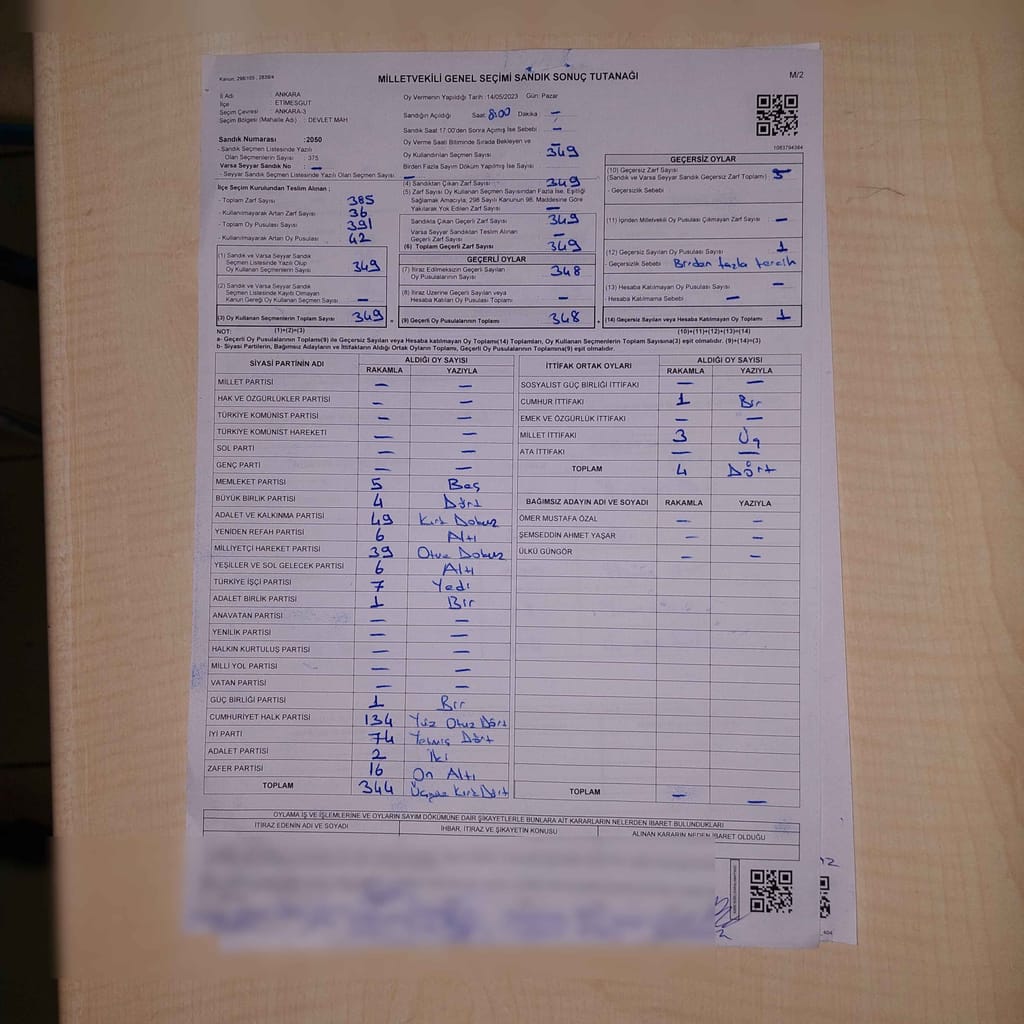 Kanun: 298/105 - 2839/4
MİLLETVEKİLİ GENEL SEÇİMİ SANDIK SONUÇ TUTANAĞI
M/2
İl Adı : ANKARA
İlçe : ETİMESGUT
Seçim Çevresi : ANKARA-3
Seçim Bölgesi (Mahalle Adı) : DEVLET MAH
Oy Vermenin Yapıldığı Tarih :14/05/2023 Gün: Pazar
Sandığın Açıldığı Saat: 8:00 Dakika —
Sandık Saat 17:00'den Sonra Açılmış İse Sebebi —
1083794384
Sandık Numarası :2050
- Sandık Seçmen Listesinde Yazılı
Olan Seçmenlerin Sayısı : 375
Varsa Seyyar Sandık No —
- Seyyar Sandık Seçmen Listesinde Yazılı Olan Seçmen Sayısı: —
Oy Verme Saati Bitiminde Sırada Bekleyen ve —
Oy Kullandırılan Seçmen Sayısı 349
Birden Fazla Sayım Döküm Yapılmış İse Sayısı —
İlçe Seçim Kurulundan Teslim Alınan ;
- Toplam Zarf Sayısı 385
- Kullanılmayarak Artan Zarf Sayısı 36
- Toplam Oy Pusulası Sayısı 391
- Kullanılmayarak Artan Oy Pusulası 42
(4) Sandıktan Çıkan Zarf Sayısı 349
(5) Zarf Sayısı Oy Kullanan Seçmen Sayısından Fazla İse, Eşitliği
Sağlamak Amacıyla, 298 Sayılı Kanunun 98. Maddesine Göre
Yakılarak Yok Edilen Zarf Sayısı —
Sandıkta Çıkan Geçerli Zarf Sayısı 349
Varsa Seyyar Sandıktan Teslim Alınan
Geçerli Zarf Sayısı —
(6) Toplam Geçerli Zarf Sayısı 349
(1) Sandık ve Varsa Seyyar Sandık
Seçmen Listesinde Yazılı Olup
Oy Kullanan Seçmenlerin Sayısı 349
(2) Sandık ve Varsa Seyyar Sandık
Seçmen Listesinde Kaydı Olmayan
Kanun Gereği Oy Kullanan Seçmen Sayısı —
(3) Oy Kullanan Seçmenlerin Toplam Sayısı 349
GEÇERLİ OYLAR
(7) İtiraz Edilmeksizin Geçerli Sayılan
Oy Pusulalarının Sayısı 348
(8) İtiraz Üzerine Geçerli Sayılan veya
Hesaba Katılan Oy Pusulası Toplamı —
(9) Geçerli Oy Pusulalarının Toplamı 348
GEÇERSİZ OYLAR
(10) Geçersiz Zarf Sayısı
(Sandık ve Varsa Seyyar Sandık Geçersiz Zarf Toplamı)
- Geçersizlik Sebebi
(11) İçinden Milletvekili Oy Pusulası Çıkmayan Zarf Sayısı —
(12) Geçersiz Sayılan Oy Pusulası Sayısı 1
- Geçersizlik Sebebi Birden fazla tercih
(13) Hesaba Katılmayan Oy Pusulası Sayısı —
- Hesaba Katılmama Sebebi —
(14) Geçersiz Sayılan veya Hesaba Katılmayan Oy Toplamı 1
NOT: (1)+(2)=(3) (10)+(11)+(12)+(13)=(14)
a- Geçerli Oy Pusulaları Toplamı(9) ile Geçersiz Sayılan veya Hesaba katılmayan Oy Toplamı(14) Toplamları, Oy Kullanan Seçmenlerin Toplam Sayısına(3) eşit olmalıdır. (9)+(14)=(3)
b- Siyasi Partilerin, Bağımsız Adayların ve İttifakların Aldığı Ortak Oyların Toplamı, Geçerli Oy Pusulalarının Toplamına(9) eşit olmalıdır.
SİYASİ PARTİNİN ADI ALDIĞI OY SAYISI
RAKAMLA YAZIYLA
MİLLET PARTİSİ — —
HAK VE ÖZGÜRLÜKLER PARTİSİ — —
TÜRKİYE KOMÜNİST PARTİSİ — —
TÜRKİYE KOMÜNİST HAREKETİ — —
SOL PARTİ — —
GENÇ PARTİ — —
MEMLEKET PARTİSİ 5 Beş
BÜYÜK BİRLİK PARTİSİ 4 Dört
ADALET VE KALKINMA PARTİSİ 49 Kırk Dokuz
YENİDEN REFAH PARTİSİ 6 Altı
MİLLİYETÇİ HAREKET PARTİSİ 39 Otuz Dokuz
YEŞİLLER VE SOL GELECEK PARTİSİ 6 Altı
TÜRKİYE İŞÇİ PARTİSİ 7 Yedi
ADALET BİRLİK PARTİSİ 1 Bir
ANAVATAN PARTİSİ — —
YENİLİK PARTİSİ — —
HALKIN KURTULUŞ PARTİSİ — —
MİLLİ YOL PARTİSİ — —
VATAN PARTİSİ — —
GÜÇ BİRLİĞİ PARTİSİ 1 Bir
CUMHURİYET HALK PARTİSİ 134 Yüz Otuz Dört
İYİ PARTİ 74 Yetmiş Dört
ADALET PARTİSİ 2 İki
ZAFER PARTİSİ 16 On Altı
TOPLAM 344 Üçyüz Kırk Dört
İTTİFAK ORTAK OYLARI ALDIĞI OY SAYISI
RAKAMLA YAZIYLA
SOSYALİST GÜÇ BİRLİĞİ İTTİFAKI — —
CUMHUR İTTİFAKI 1 Bir
EMEK VE ÖZGÜRLÜK İTTİFAKI — —
MİLLET İTTİFAKI 3 Üç
ATA İTTİFAKI — —
TOPLAM 4 Dört
BAĞIMSIZ ADAYIN ADI VE SOYADI RAKAMLA YAZIYLA
ÖMER MUSTAFA ÖZAL — —
ŞEMSEDDİN AHMET YAŞAR — —
ÜLKÜ GÜNGÖR — —
TOPLAM — —
OYLAMA İŞ VE İŞLEMLERİNE VE OYLARIN SAYIM DÖKÜMÜNE DAİR ŞİKAYETLERLE BUNLARA AİT KARARLARIN NELERDEN İBARET BULUNDUKLARI
İTİRAZ EDENİN ADI VE SOYADI İHBAR, İTİRAZ VE ŞİKAYETİN KONUSU ALINAN KARARIN NEDEN İBARET OLDUĞU